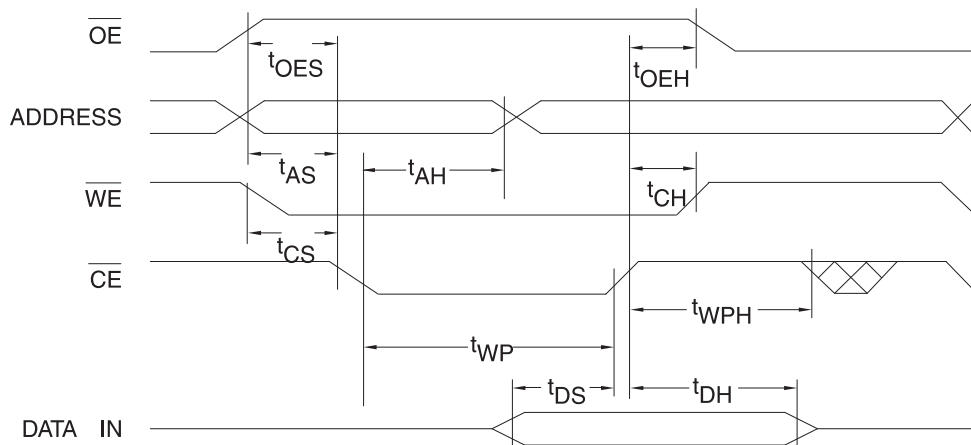 OE
tOES
tOEH
ADDRESS
tAS
tAH
WE
tCH
tCS
CE
tWPH
tWP
tDS
tDH
DATA IN